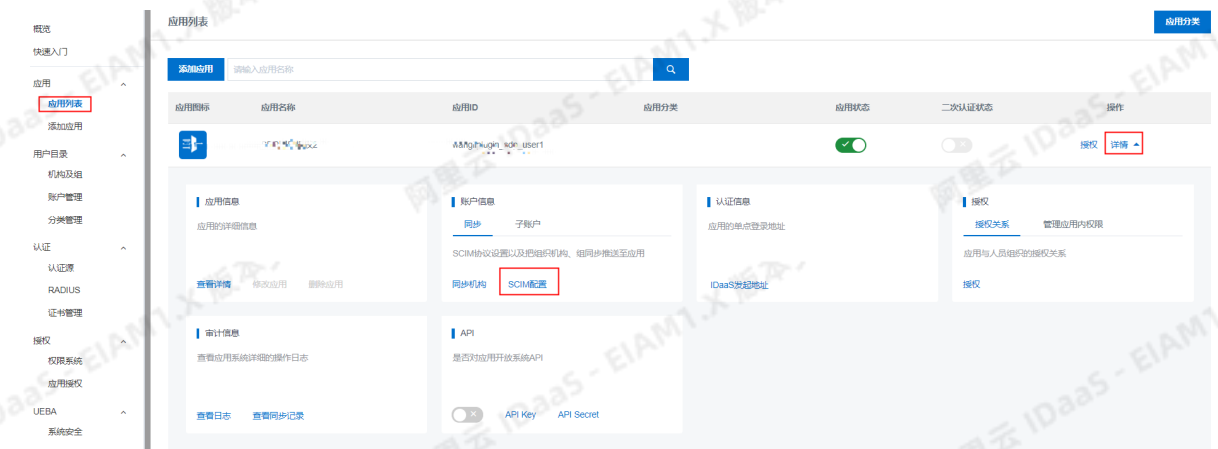 概览
快速入门
应用
应用列表
添加应用
用户目录
机构及组
账户管理
分类管理
认证
认证源
RADIUS
证书管理
授权
权限系统
应用授权
UEBA
系统安全
应用列表
应用分类
添加应用 请输入应用名称
应用图标 应用名称 应用ID 应用分类 应用状态 二次认证状态 操作
授权 详情
应用信息
应用的详细信息
查看详情 修改应用 删除应用
账户信息
同步 子账户
SCIM协议设置以及把组织机构、组同步推送至应用
同步机构 SCIM配置
认证信息
应用的单点登录地址
IDaaS发起地址
授权
授权关系 管理应用内权限
应用与人员组织的授权关系
授权
审计信息
查看应用系统详细的操作日志
查看日志 查看同步记录
API
是否对应用开放系统API
API Key API Secret
阿里云 IDaaS - EIAM1.X 版本.